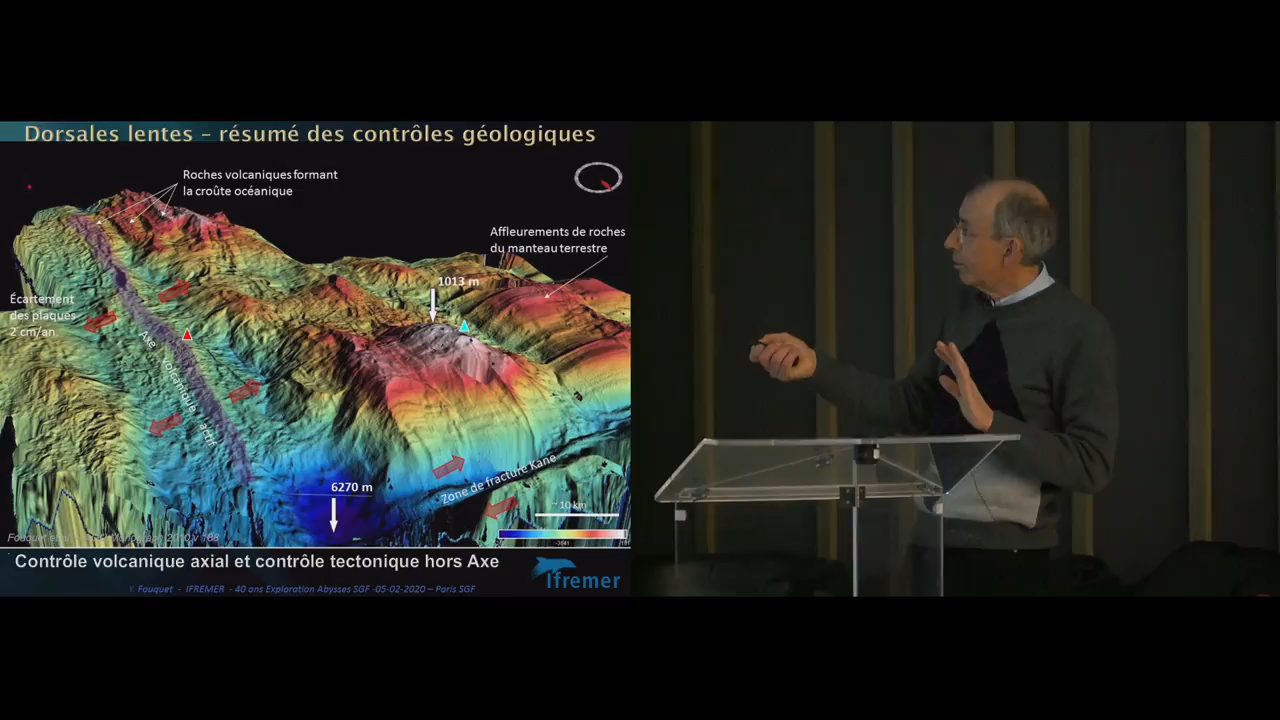 Dorsales lentes – résumé des contrôles géologiques
Roches volcaniques formant
la croûte océanique
Affleurements de roches
du manteau terrestre
1013 m
Écartement
des plaques
2 cm/an
Axe volcanique actif
6270 m
Zone de fracture Kane
~ 10 km
Contrôle volcanique axial et contrôle tectonique hors Axe
Ifremer
Y. Fouquet - IFREMER - 40 ans Exploration Abysses SGF -05-02-2020 – Paris SGF